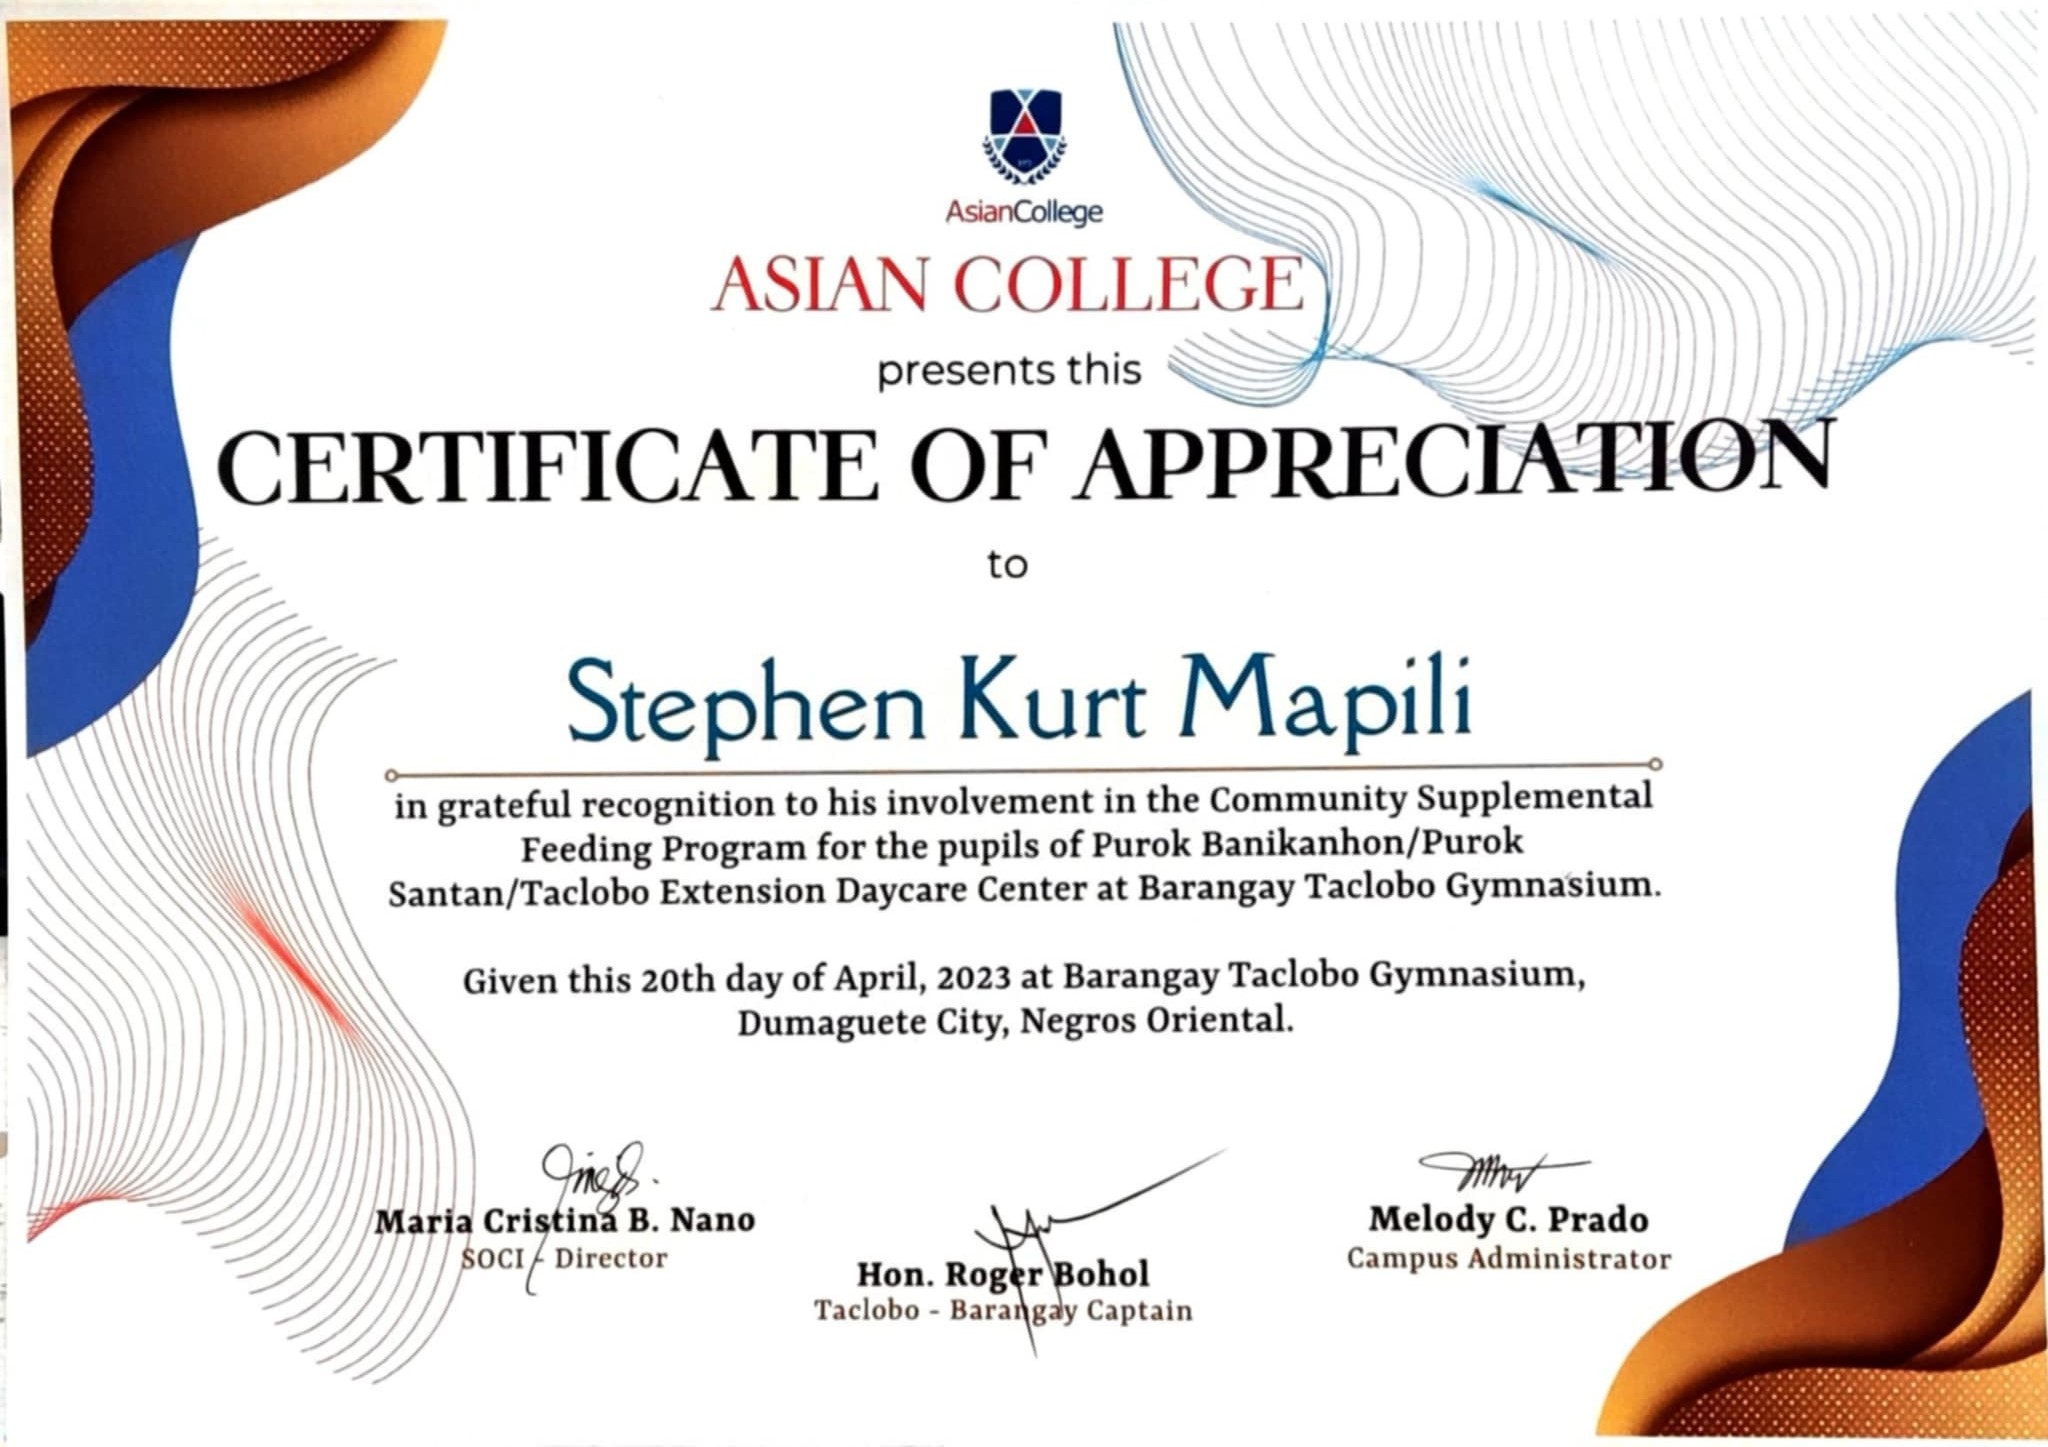 AsianCollege
ASIAN COLLEGE
presents this
CERTIFICATE OF APPRECIATION
to
Stephen Kurt Mapili
in grateful recognition to his involvement in the Community Supplemental
Feeding Program for the pupils of Purok Banikanhon/Purok
Santan/Taclobo Extension Daycare Center at Barangay Taclobo Gymnasium.
Given this 20th day of April, 2023 at Barangay Taclobo Gymnasium,
Dumaguete City, Negros Oriental.
Maria Cristina B. Nano
SOCI - Director
Hon. Roger Bohol
Taclobo - Barangay Captain
Melody C. Prado
Campus Administrator